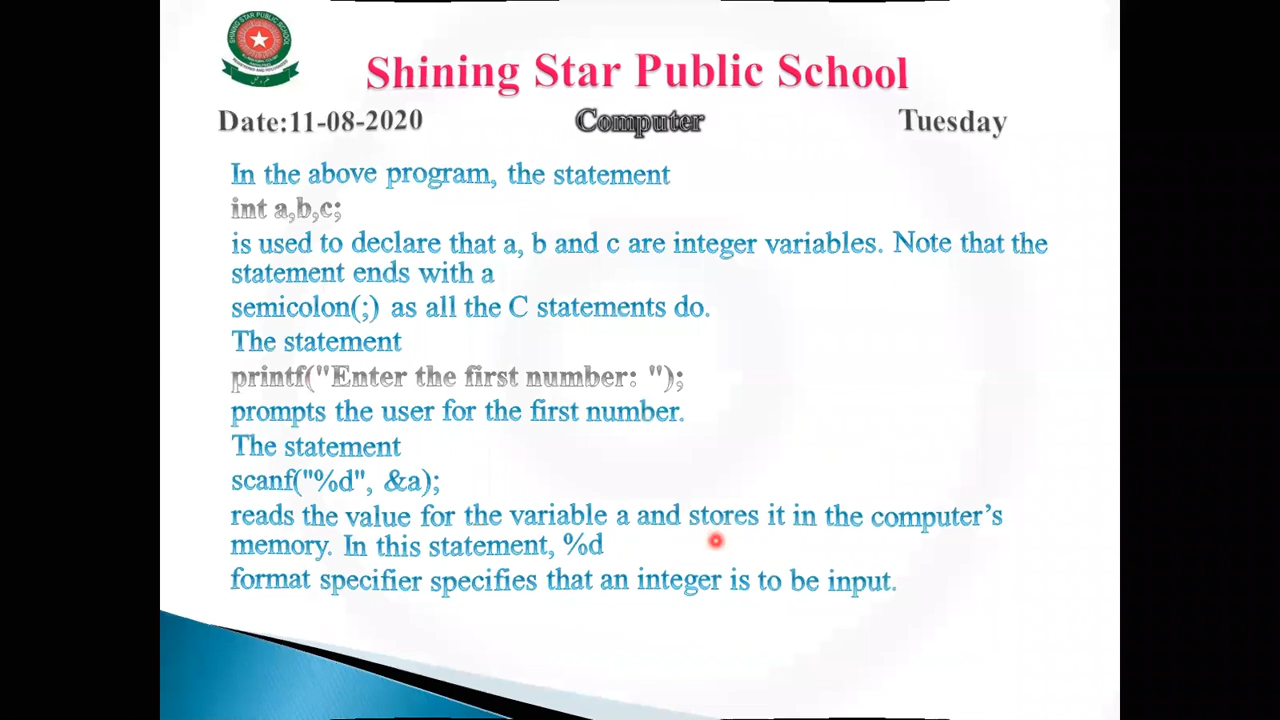 SHINING STAR PUBLIC SCHOOL
Shining Star Public School
Date:11-08-2020 Computer Tuesday
In the above program, the statement
int a,b,c;
is used to declare that a, b and c are integer variables. Note that the
statement ends with a
semicolon(;) as all the C statements do.
The statement
printf("Enter the first number: ");
prompts the user for the first number.
The statement
scanf("%d", &a);
reads the value for the variable a and stores it in the computer’s
memory. In this statement, %d
format specifier specifies that an integer is to be input.